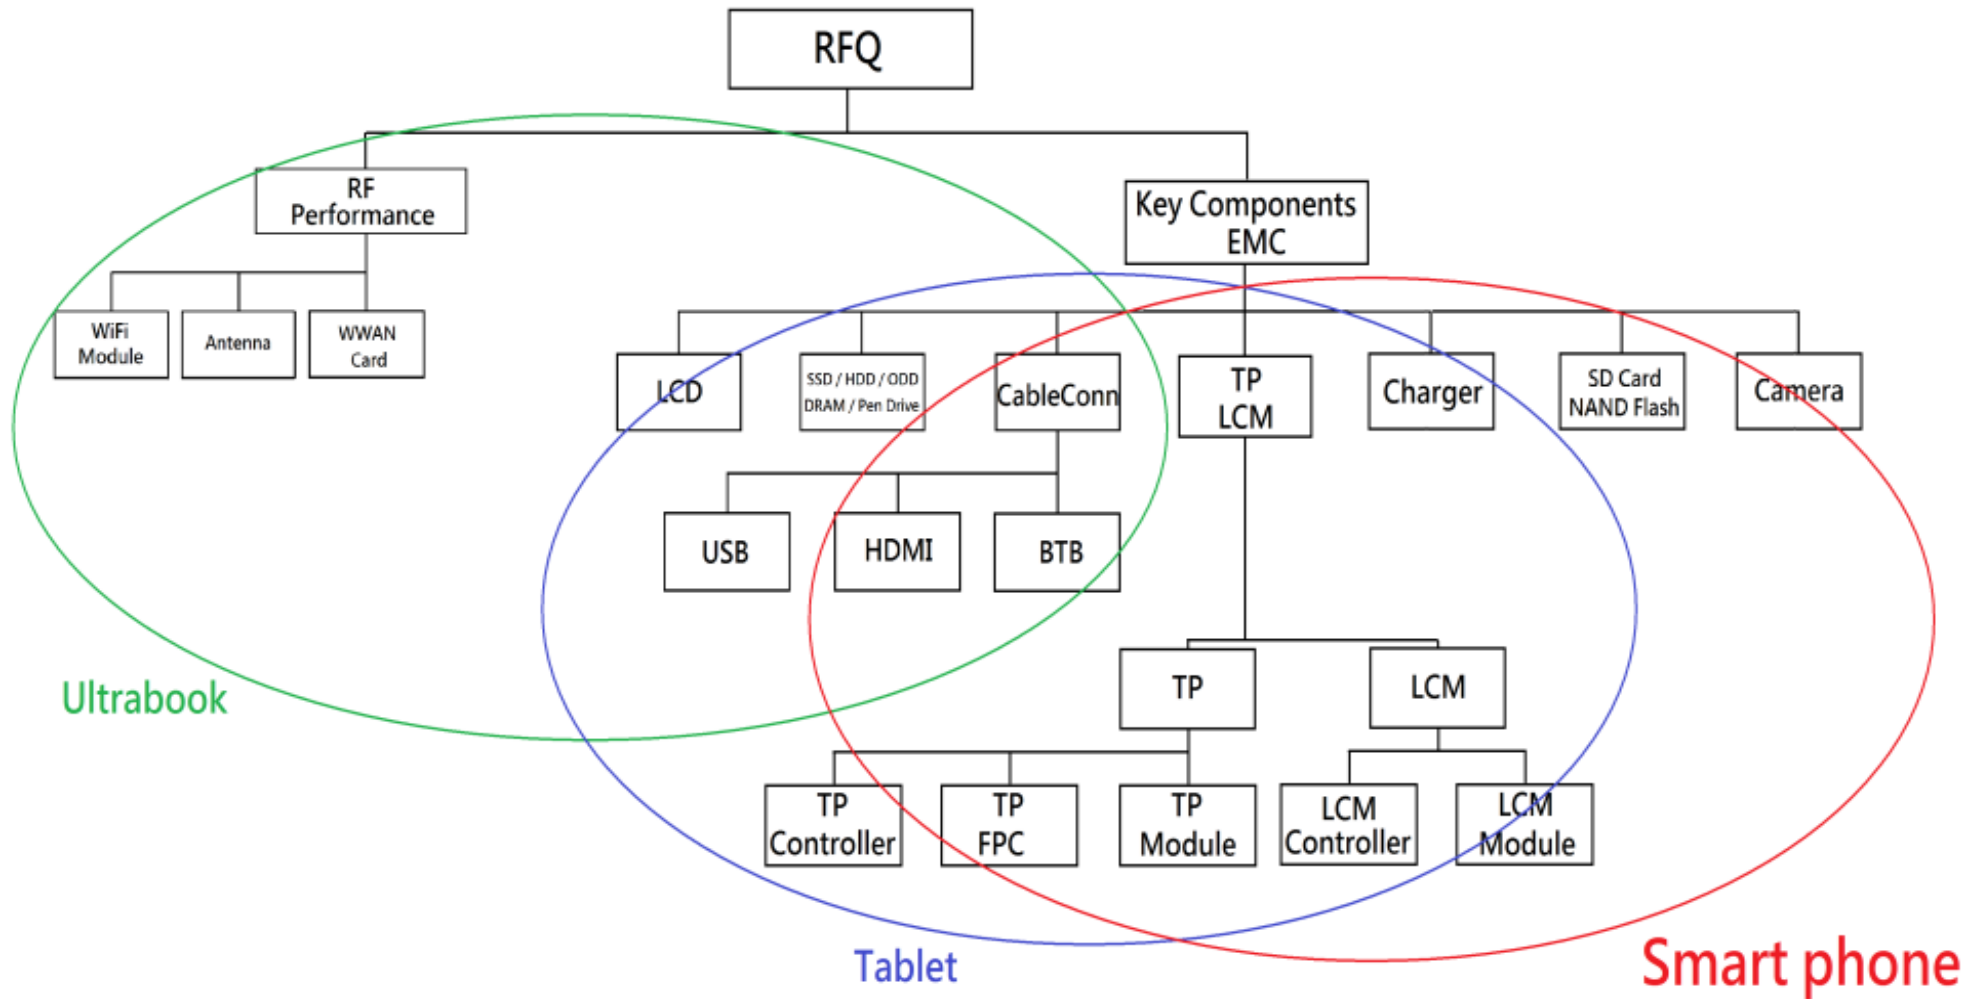 RFQ
RF
Performance
Key Components
EMC
WiFi
Module
Antenna
WWAN
Card
LCD
SSD / HDD / ODD
DRAM / Pen Drive
CableConn
TP
LCM
Charger
SD Card
NAND Flash
Camera
USB
HDMI
BTB
TP
LCM
Ultrabook
TP
Controller
TP
FPC
TP
Module
LCM
Controller
LCM
Module
Tablet
Smart phone